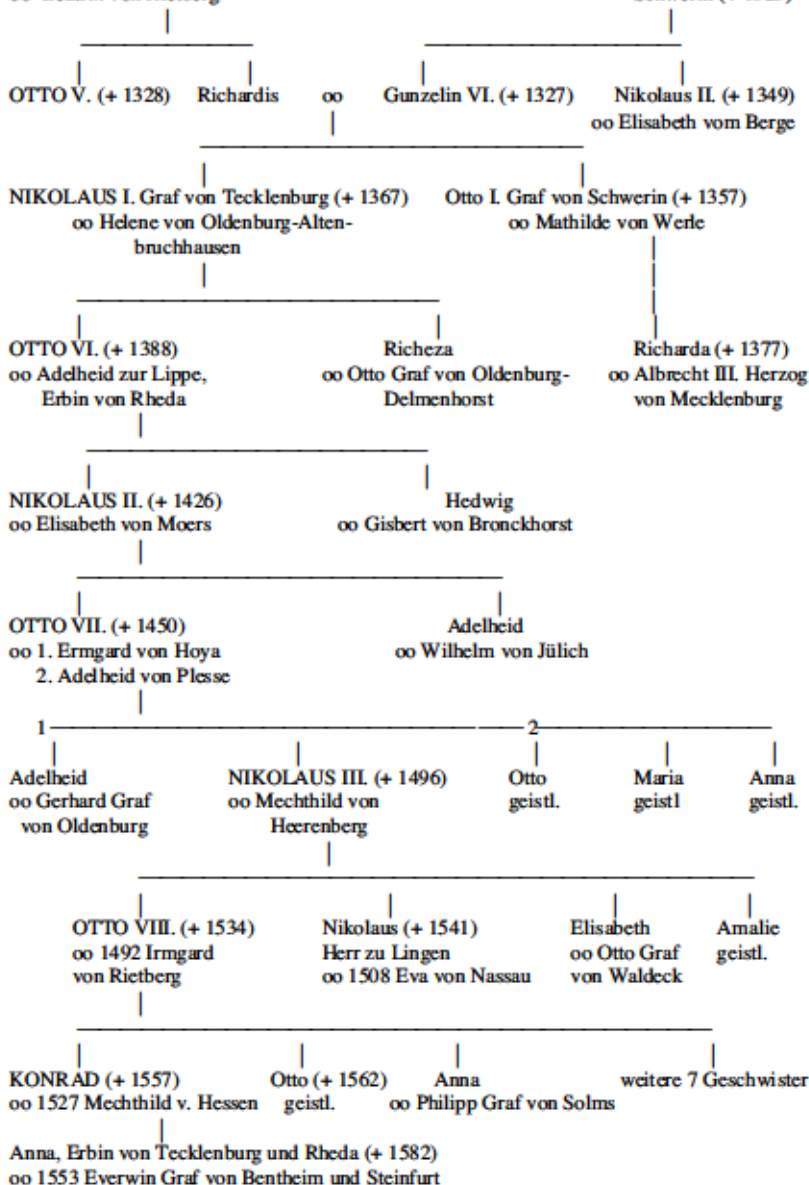 OTTO V. (+ 1328) Richardis oo Gunzelin VI. (+ 1327) Nikolaus II. (+ 1349)
oo Elisabeth vom Berge
NIKOLAUS I. Graf von Tecklenburg (+ 1367) Otto I. Graf von Schwerin (+ 1357)
oo Helene von Oldenburg-Alten- oo Mathilde von Werle
bruchhausen
OTTO VI. (+ 1388) Richeza Richarda (+ 1377)
oo Adelheid zur Lippe, oo Otto Graf von Oldenburg- oo Albrecht III. Herzog
Erbin von Rheda Delmenhorst von Mecklenburg
NIKOLAUS II. (+ 1426) Hedwig
oo Elisabeth von Moers oo Gisbert von Bronckhorst
OTTO VII. (+ 1450) Adelheid
oo 1. Ermgard von Hoya oo Wilhelm von Jülich
2. Adelheid von Plesse
1 2
Adelheid NIKOLAUS III. (+ 1496) Otto Maria Anna
oo Gerhard Graf oo Mechthild von geistl. geistl geistl.
von Oldenburg Heerenberg
OTTO VIII. (+ 1534) Nikolaus (+ 1541) Elisabeth Amalie
oo 1492 Irmgard Herr zu Lingen oo Otto Graf geistl.
von Rietberg oo 1508 Eva von Nassau von Waldeck
KONRAD (+ 1557) Otto (+ 1562) Anna weitere 7 Geschwister
oo 1527 Mechthild v. Hessen geistl. oo Philipp Graf von Solms
Anna, Erbin von Tecklenburg und Rheda (+ 1582)
oo 1553 Everwin Graf von Bentheim und Steinfurt